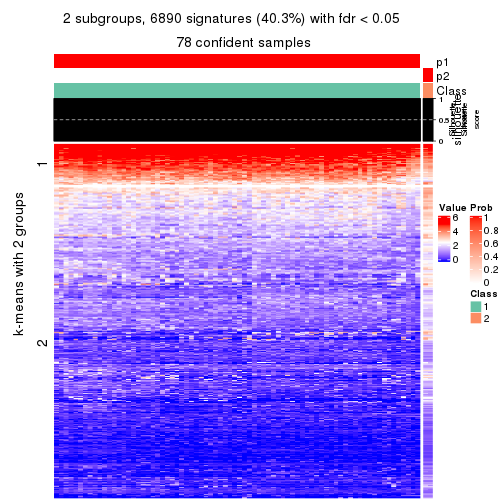 2 subgroups, 6890 signatures (40.3%) with fdr < 0.05
78 confident samples
p1
p2
Class
1
0.5
0
silhouette
score
1
2
k-means with 2 groups
Value
6
4
2
0
Prob
1
0.8
0.6
0.4
0.2
0
Class
1
2